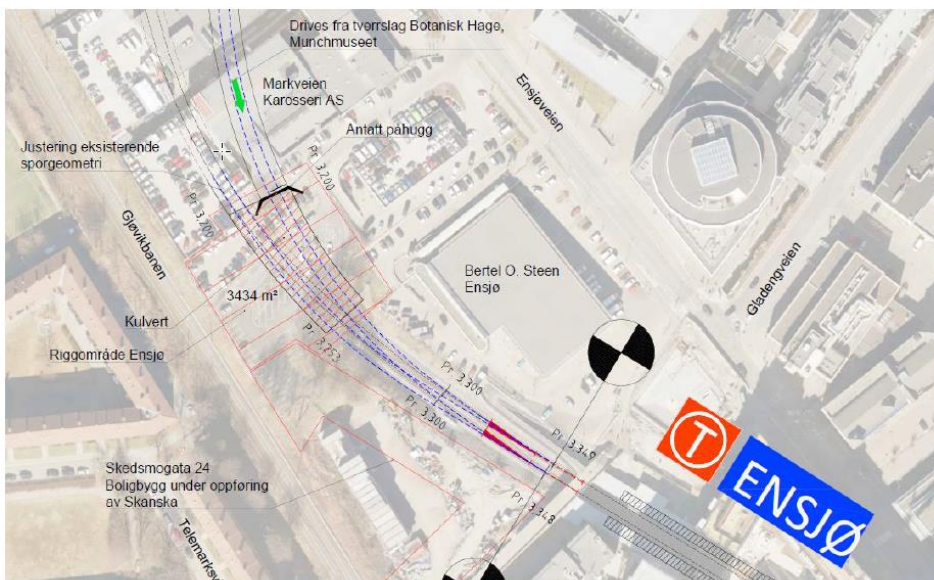 Drives fra tverrslag Botanisk Hage,
Munchmuseet
Ensjøveien
Markveien
Karosseri AS
Antatt påhugg
Justering eksisterende
sporgeometri
Pr 3,200
Pr 3,200
Gjøvikbanen
Gladengveien
Bertel O. Steen
Ensjø
3434 m²
Kulvert
Riggområde Ensjø
Pr 3,253
Pr 3,300
Pr 3,300
Pr 3,349
T
ENSJØ
Skedsmogata 24
Boligbygg under oppføring
av Skanska
Pr 3,348
Telemarksv